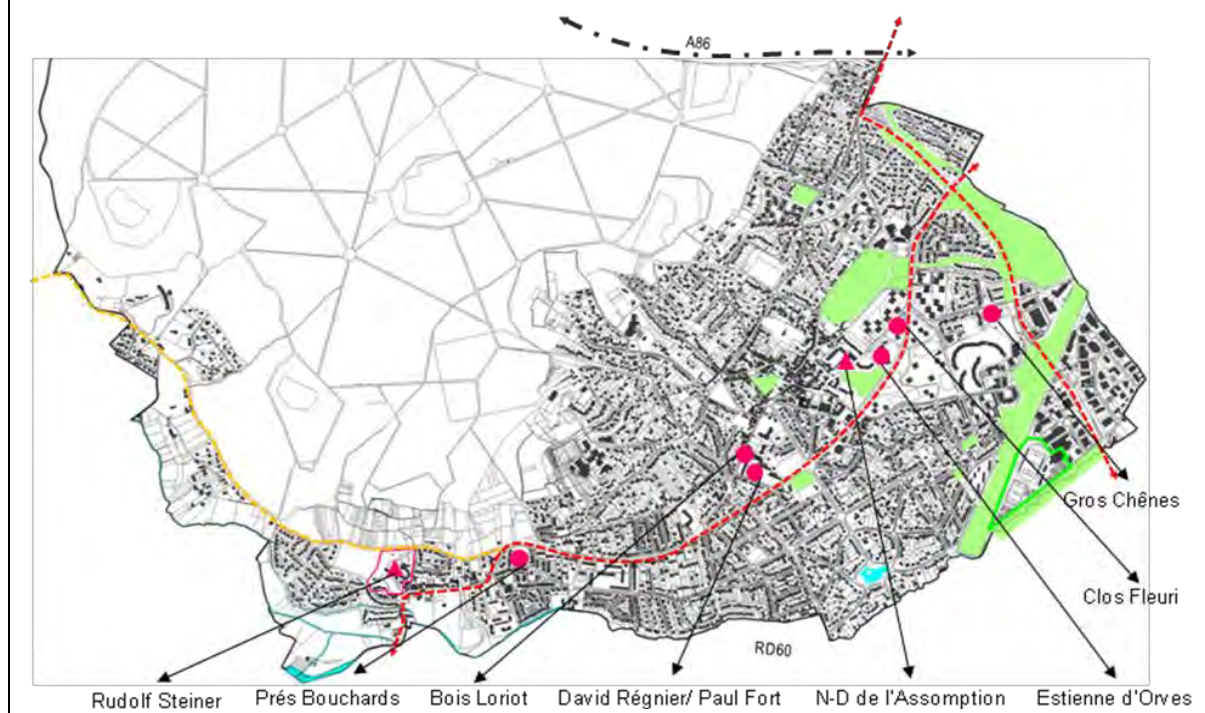 A86
Gros Chênes
Clos Fleuri
RD60
Rudolf Steiner
Prés Bouchards
Bois Loriot
David Régnier/ Paul Fort
N-D de l'Assomption
Estienne d'Orves